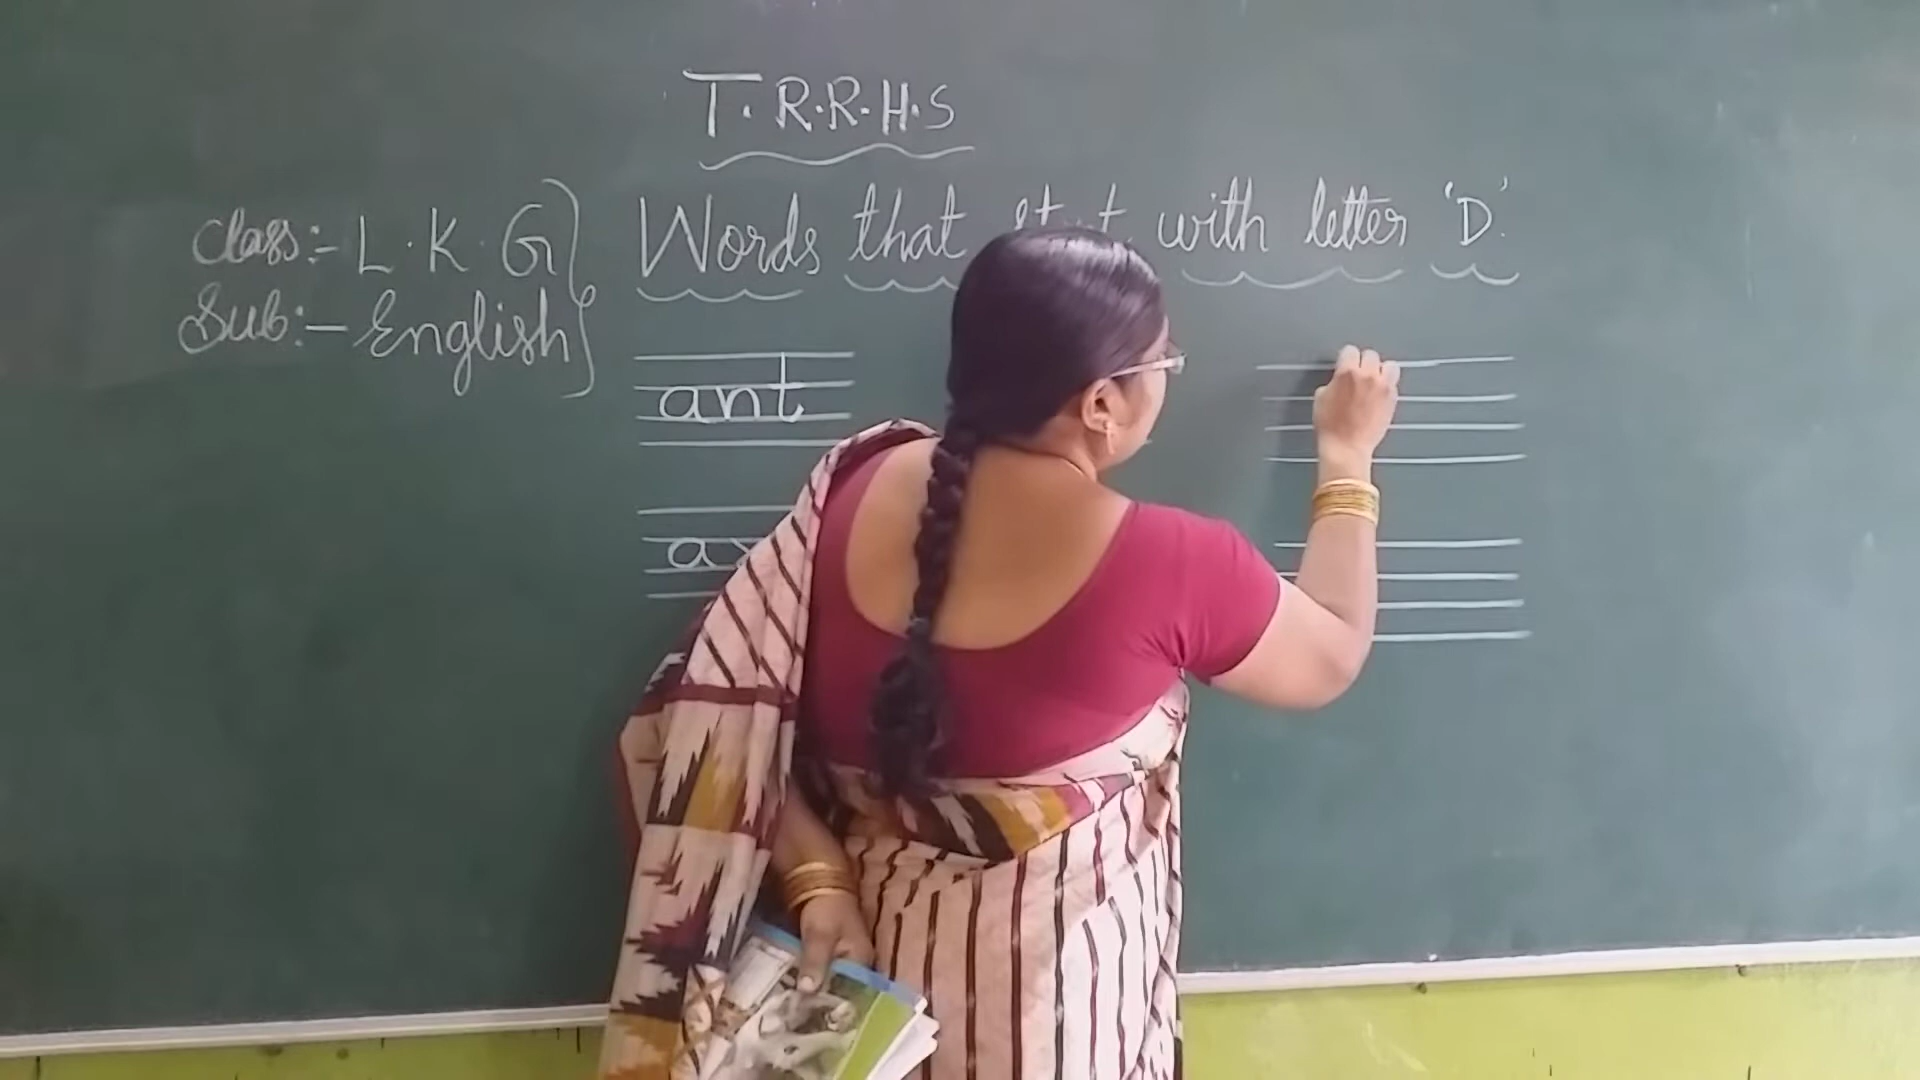 T. R.R.H.S
Class:- L.K.G
Sub:- English
Words that with letter 'D'.
ant